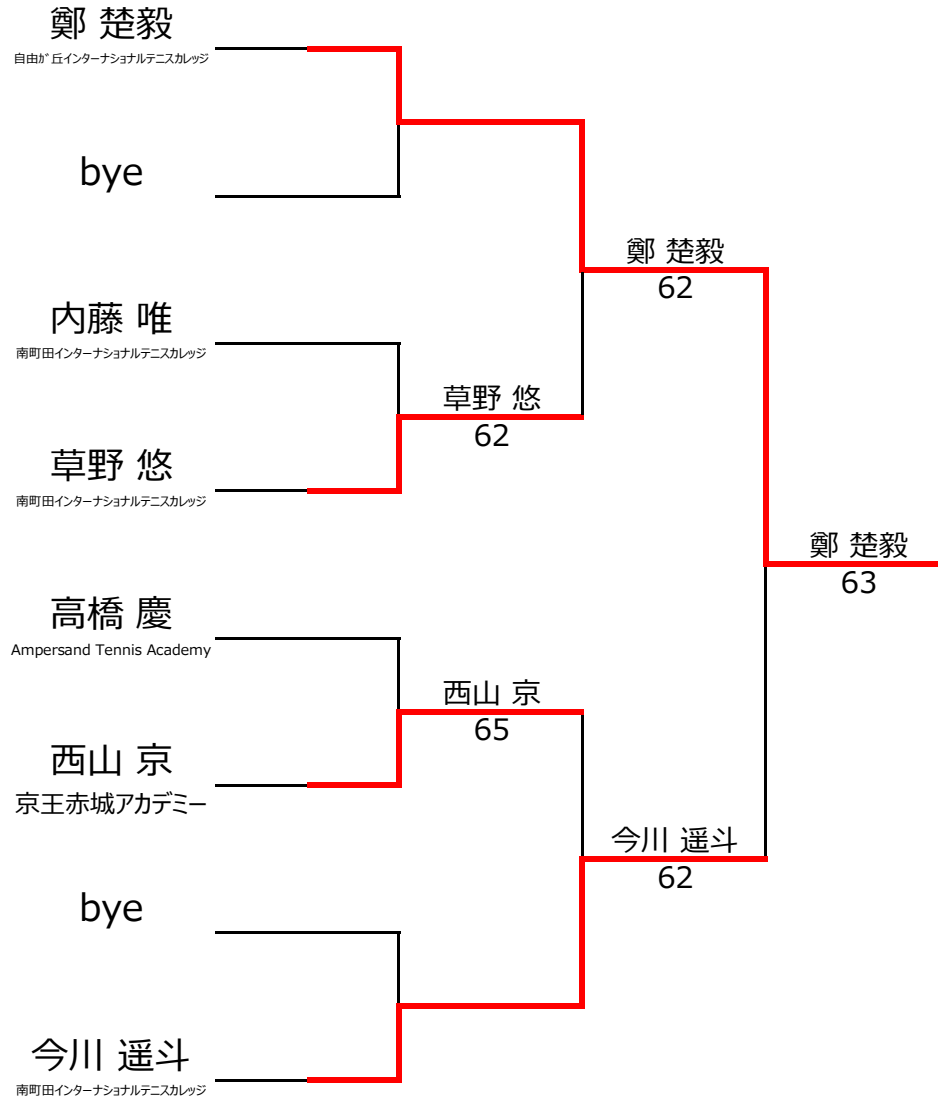 鄭 楚毅
自由が丘インターナショナルテニスカレッジ
bye
鄭 楚毅
62
内藤 唯
南町田インターナショナルテニスカレッジ
草野 悠
62
草野 悠
南町田インターナショナルテニスカレッジ
鄭 楚毅
63
高橋 慶
Ampersand Tennis Academy
西山 京
65
西山 京
京王赤城アカデミー
今川 遥斗
62
bye
今川 遥斗
南町田インターナショナルテニスカレッジ